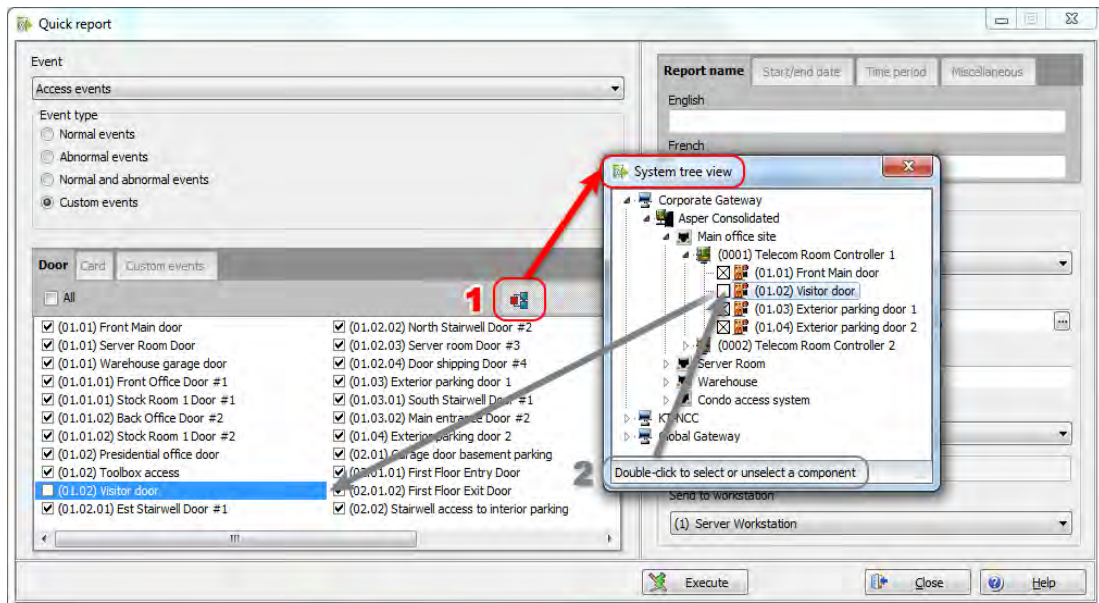 Quick report
Event
Access events
Event type
Normal events
Abnormal events
Normal and abnormal events
Custom events
Door Card Custom events
All
1
(01.01) Front Main door
(01.01) Server Room Door
(01.01) Warehouse garage door
(01.01.01) Front Office Door #1
(01.01.01) Stock Room 1 Door #1
(01.01.02) Back Office Door #2
(01.01.02) Stock Room 1 Door #2
(01.02) Presidential office door
(01.02) Toolbox access
(01.02) Visitor door
(01.02.01) Est Stairwell Door #1
(01.02.02) North Stairwell Door #2
(01.02.03) Server room Door #3
(01.02.04) Door shipping Door #4
(01.03) Exterior parking door 1
(01.03.01) South Stairwell Door #1
(01.03.02) Main entrance Door #2
(01.04) Exterior parking door 2
(02.01) Garage door basement parking
(02.01.01) First Floor Entry Door
(02.01.02) First Floor Exit Door
(02.02) Stairwell access to interior parking
Report name Start/end date Time period Miscellaneous
English
French
System tree view
Corporate Gateway
Asper Consolidated
Main office site
(0001) Telecom Room Controller 1
(01.01) Front Main door
(01.02) Visitor door
(01.03) Exterior parking door 1
(01.04) Exterior parking door 2
(0002) Telecom Room Controller 2
Server Room
Warehouse
Condo access system
KT-NCC
Global Gateway
2
Double-click to select or unselect a component
Send to workstation
(1) Server Workstation
Execute Close Help